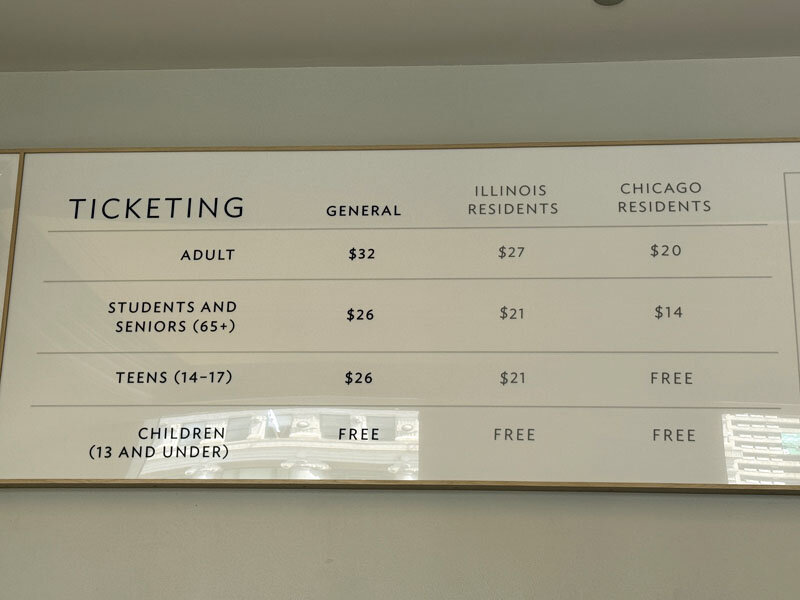 TICKETING GENERAL ILLINOIS RESIDENTS CHICAGO RESIDENTS
ADULT $32 $27 $20
STUDENTS AND SENIORS (65+) $26 $21 $14
TEENS (14–17) $26 $21 FREE
CHILDREN (13 AND UNDER) FREE FREE FREE